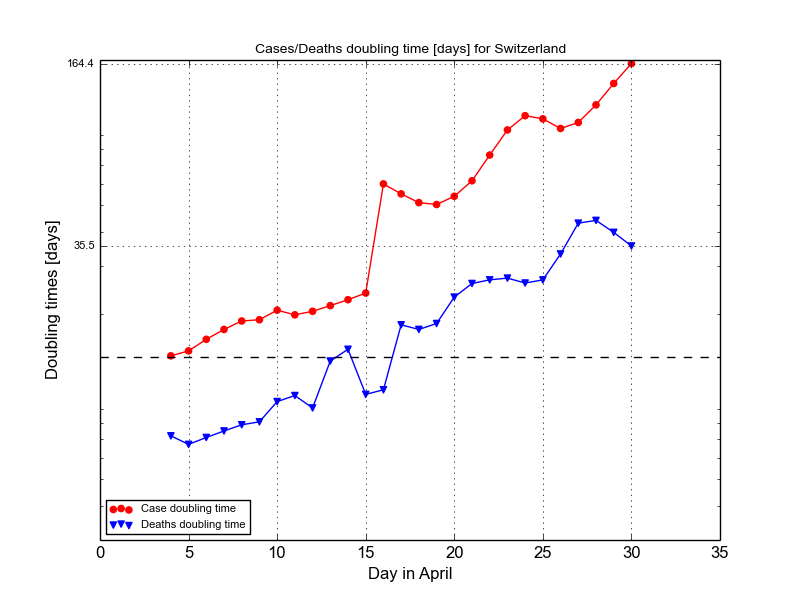 Cases/Deaths doubling time [days] for Switzerland
164.4
35.5
Doubling times [days]
Case doubling time
Deaths doubling time
0 5 10 15 20 25 30 35
Day in April